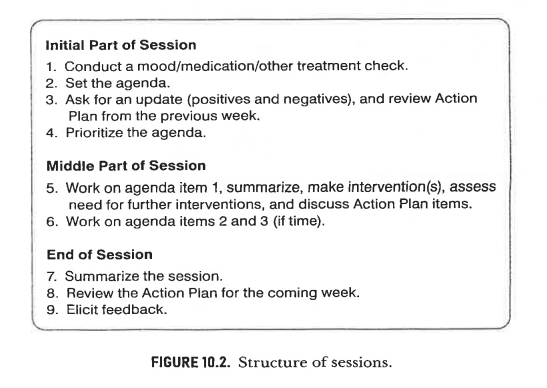 Initial Part of Session
1. Conduct a mood/medication/other treatment check.
2. Set the agenda.
3. Ask for an update (positives and negatives), and review Action
Plan from the previous week.
4. Prioritize the agenda.
Middle Part of Session
5. Work on agenda item 1, summarize, make intervention(s), assess
need for further interventions, and discuss Action Plan items.
6. Work on agenda items 2 and 3 (if time).
End of Session
7. Summarize the session.
8. Review the Action Plan for the coming week.
9. Elicit feedback.
FIGURE 10.2. Structure of sessions.